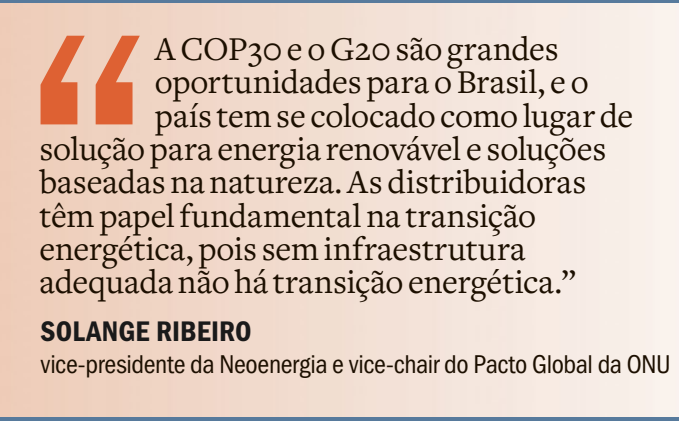 “A COP30 e o G20 são grandes
oportunidades para o Brasil, e o
país tem se colocado como lugar de
solução para energia renovável e soluções
baseadas na natureza. As distribuidoras
têm papel fundamental na transição
energética, pois sem infraestrutura
adequada não há transição energética.”
SOLANGE RIBEIRO
vice-presidente da Neoenergia e vice-chair do Pacto Global da ONU